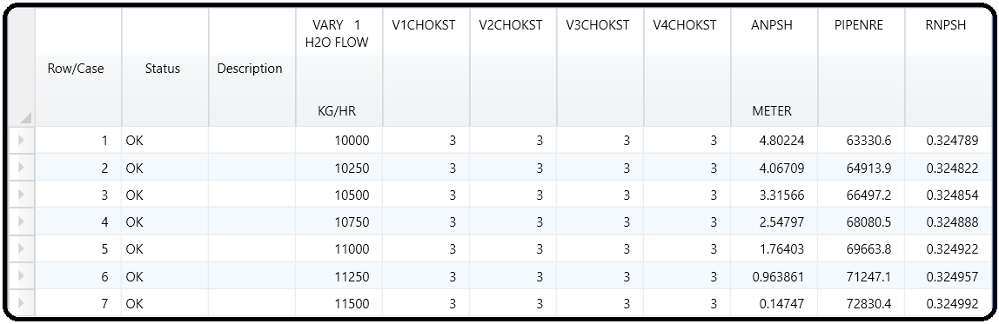 VARY 1 V1CHOKST V2CHOKST V3CHOKST V4CHOKST ANPSH PIPENRE RNPSH
H2O FLOW
Row/Case Status Description
KG/HR METER
1 OK 10000 3 3 3 3 4.80224 63330.6 0.324789
2 OK 10250 3 3 3 3 4.06709 64913.9 0.324822
3 OK 10500 3 3 3 3 3.31566 66497.2 0.324854
4 OK 10750 3 3 3 3 2.54797 68080.5 0.324888
5 OK 11000 3 3 3 3 1.76403 69663.8 0.324922
6 OK 11250 3 3 3 3 0.963861 71247.1 0.324957
7 OK 11500 3 3 3 3 0.14747 72830.4 0.324992